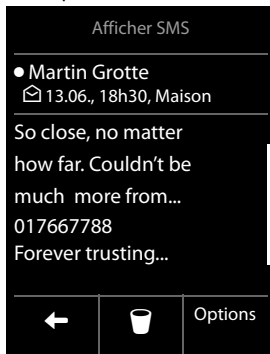 Afficher SMS
Martin Grotte
13.06., 18h30, Maison
So close, no matter
how far. Couldn't be
much more from...
017667788
Forever trusting...
Options